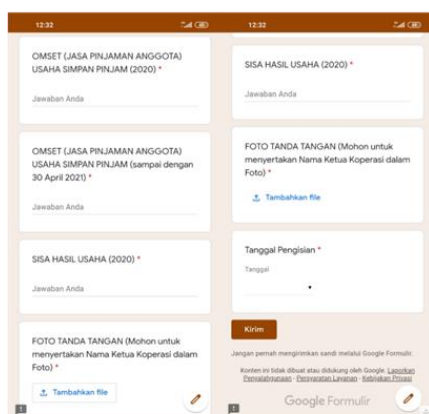 12:32
OMSET (JASA PINJAMAN ANGGOTA)
USAHA SIMPAN PINJAM (2020) *
Jawaban Anda
OMSET (JASA PINJAMAN ANGGOTA)
USAHA SIMPAN PINJAM (sampai dengan
30 April 2021) *
Jawaban Anda
SISA HASIL USAHA (2020) *
Jawaban Anda
FOTO TANDA TANGAN (Mohon untuk
menyertakan Nama Ketua Koperasi dalam
Foto) *
Tambahkan file
12:32
SISA HASIL USAHA (2020) *
Jawaban Anda
FOTO TANDA TANGAN (Mohon untuk
menyertakan Nama Ketua Koperasi dalam
Foto) *
Tambahkan file
Tanggal Pengisian *
Tanggal
Kirim
Jangan pernah mengirimkan sandi melalui Google Formulir.
Konten ini tidak dibuat atau didukung oleh Google. Laporkan
Penyalahgunaan - Persyaratan Layanan - Kebijakan Privasi
Google Formulir